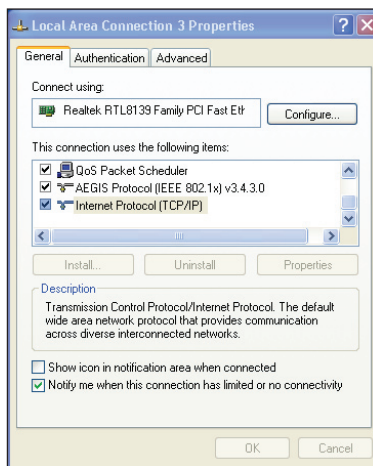 Local Area Connection 3 Properties
General Authentication Advanced
Connect using:
Realtek RTL8139 Family PCI Fast Eth
Configure...
This connection uses the following items:
QoS Packet Scheduler
AEGIS Protocol (IEEE 802.1x) v3.4.3.0
Internet Protocol (TCP/IP)
Install... Uninstall Properties
Description
Transmission Control Protocol/Internet Protocol. The default
wide area network protocol that provides communication
across diverse interconnected networks.
Show icon in notification area when connected
Notify me when this connection has limited or no connectivity
OK Cancel